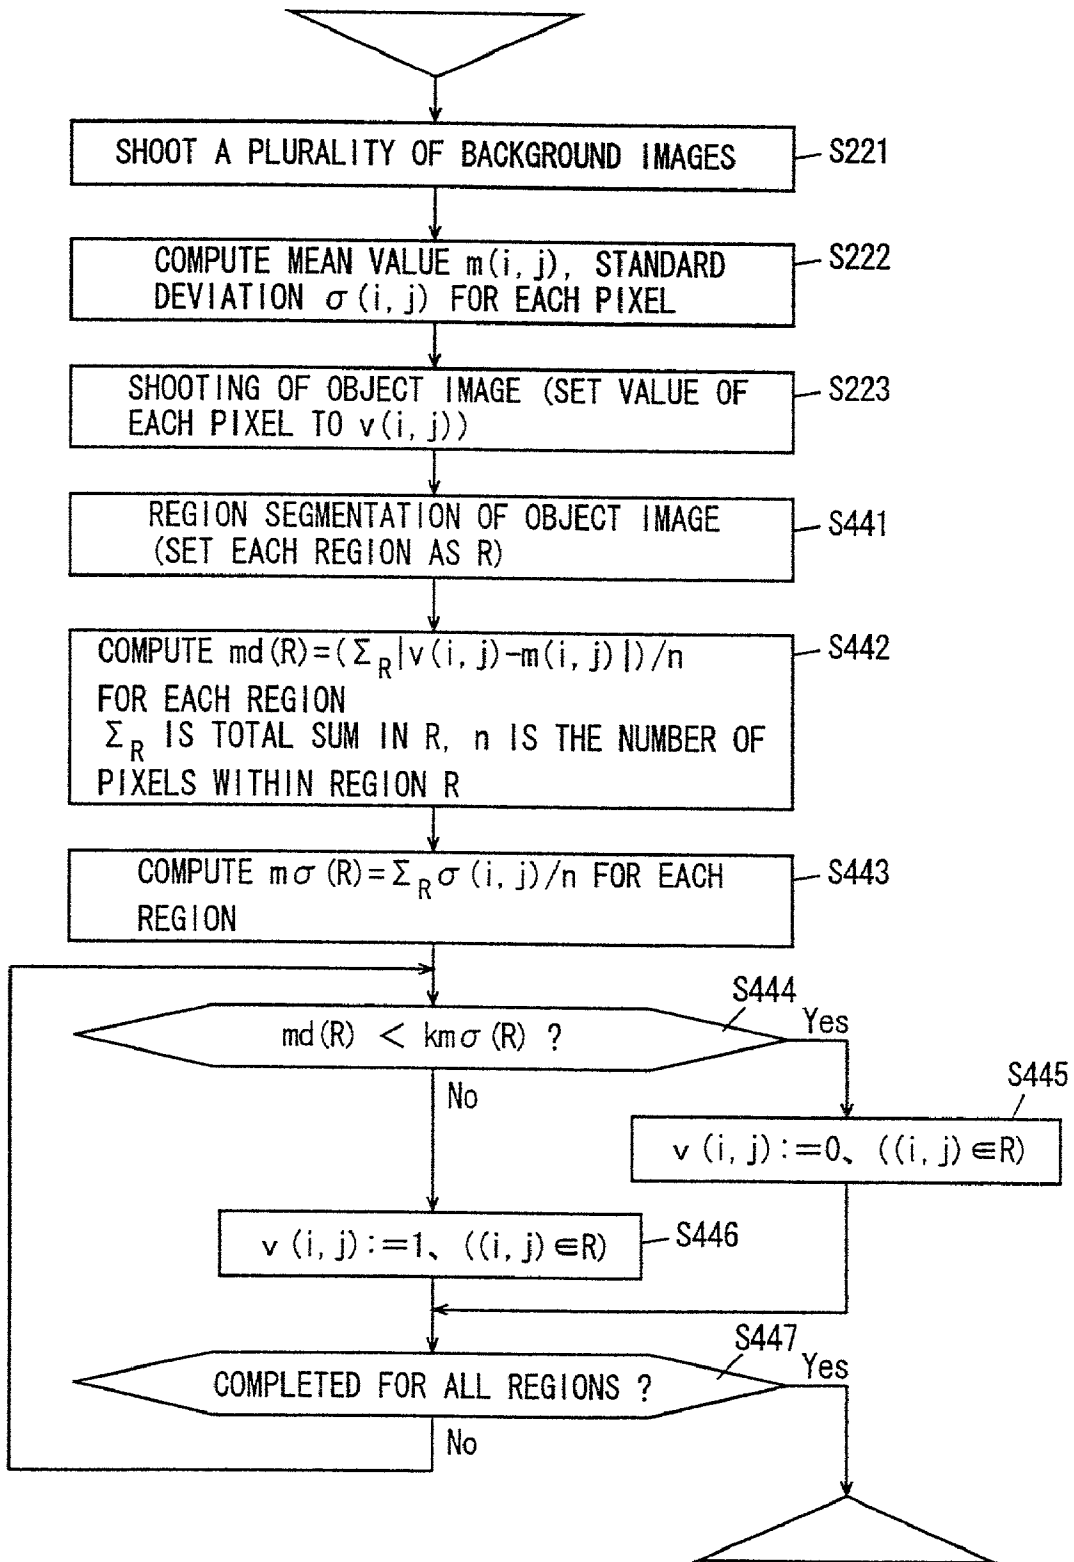 SHOOT A PLURALITY OF BACKGROUND IMAGES
S221
COMPUTE MEAN VALUE m(i, j), STANDARD
DEVIATION σ(i, j) FOR EACH PIXEL
S222
SHOOTING OF OBJECT IMAGE (SET VALUE OF
EACH PIXEL TO v(i, j))
S223
REGION SEGMENTATION OF OBJECT IMAGE
(SET EACH REGION AS R)
S441
COMPUTE md(R)=(Σ_R|v(i, j)-m(i, j)|)/n
FOR EACH REGION
Σ_R IS TOTAL SUM IN R, n IS THE NUMBER OF
PIXELS WITHIN REGION R
S442
COMPUTE mσ(R)=Σ_Rσ(i, j)/n FOR EACH
REGION
S443
S444
md(R) < kmσ(R) ?
Yes
No
S445
v(i, j):=0、((i, j)∈R)
v(i, j):=1、((i, j)∈R)
S446
S447
COMPLETED FOR ALL REGIONS ?
Yes
No